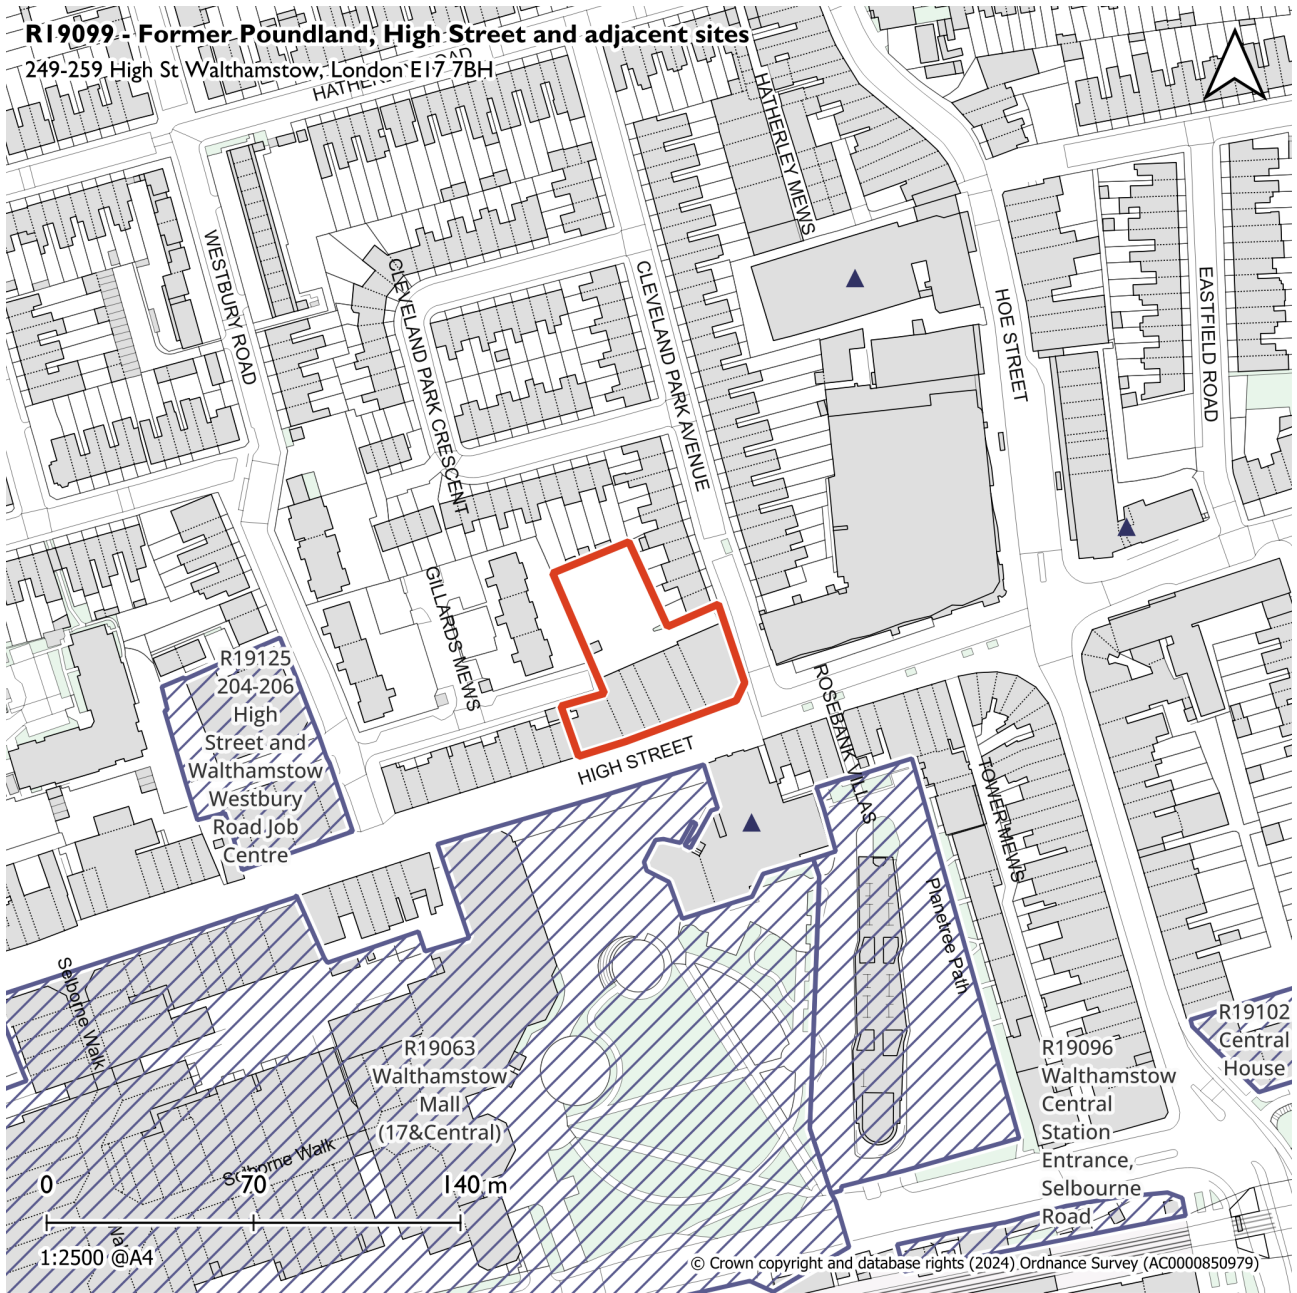 R19099 - Former Poundland, High Street and adjacent sites
249-259 High St Walthamstow, London E17 7BH
HATHERLEY MEWS
WESTBURY ROAD
CLEVELAND PARK CRESCENT
CLEVELAND PARK AVENUE
HOE STREET
EASTFIELD ROAD
GILLARDS MEWS
R19125
204-206
High
Street and
Walthamstow
Westbury
Road Job
Centre
HIGH STREET
ROSEBANK VILLAS
TOWER MEWS
Planetree Path
Selborne Walk
R19063
Walthamstow
Mall
(17&Central)
Selborne Walk
R19096
Walthamstow
Central
Station
Entrance,
Selbourne
Road
R19102
Central
House
0 70 140 m
1:2500 @A4
© Crown copyright and database rights (2024) Ordnance Survey (AC0000850979)